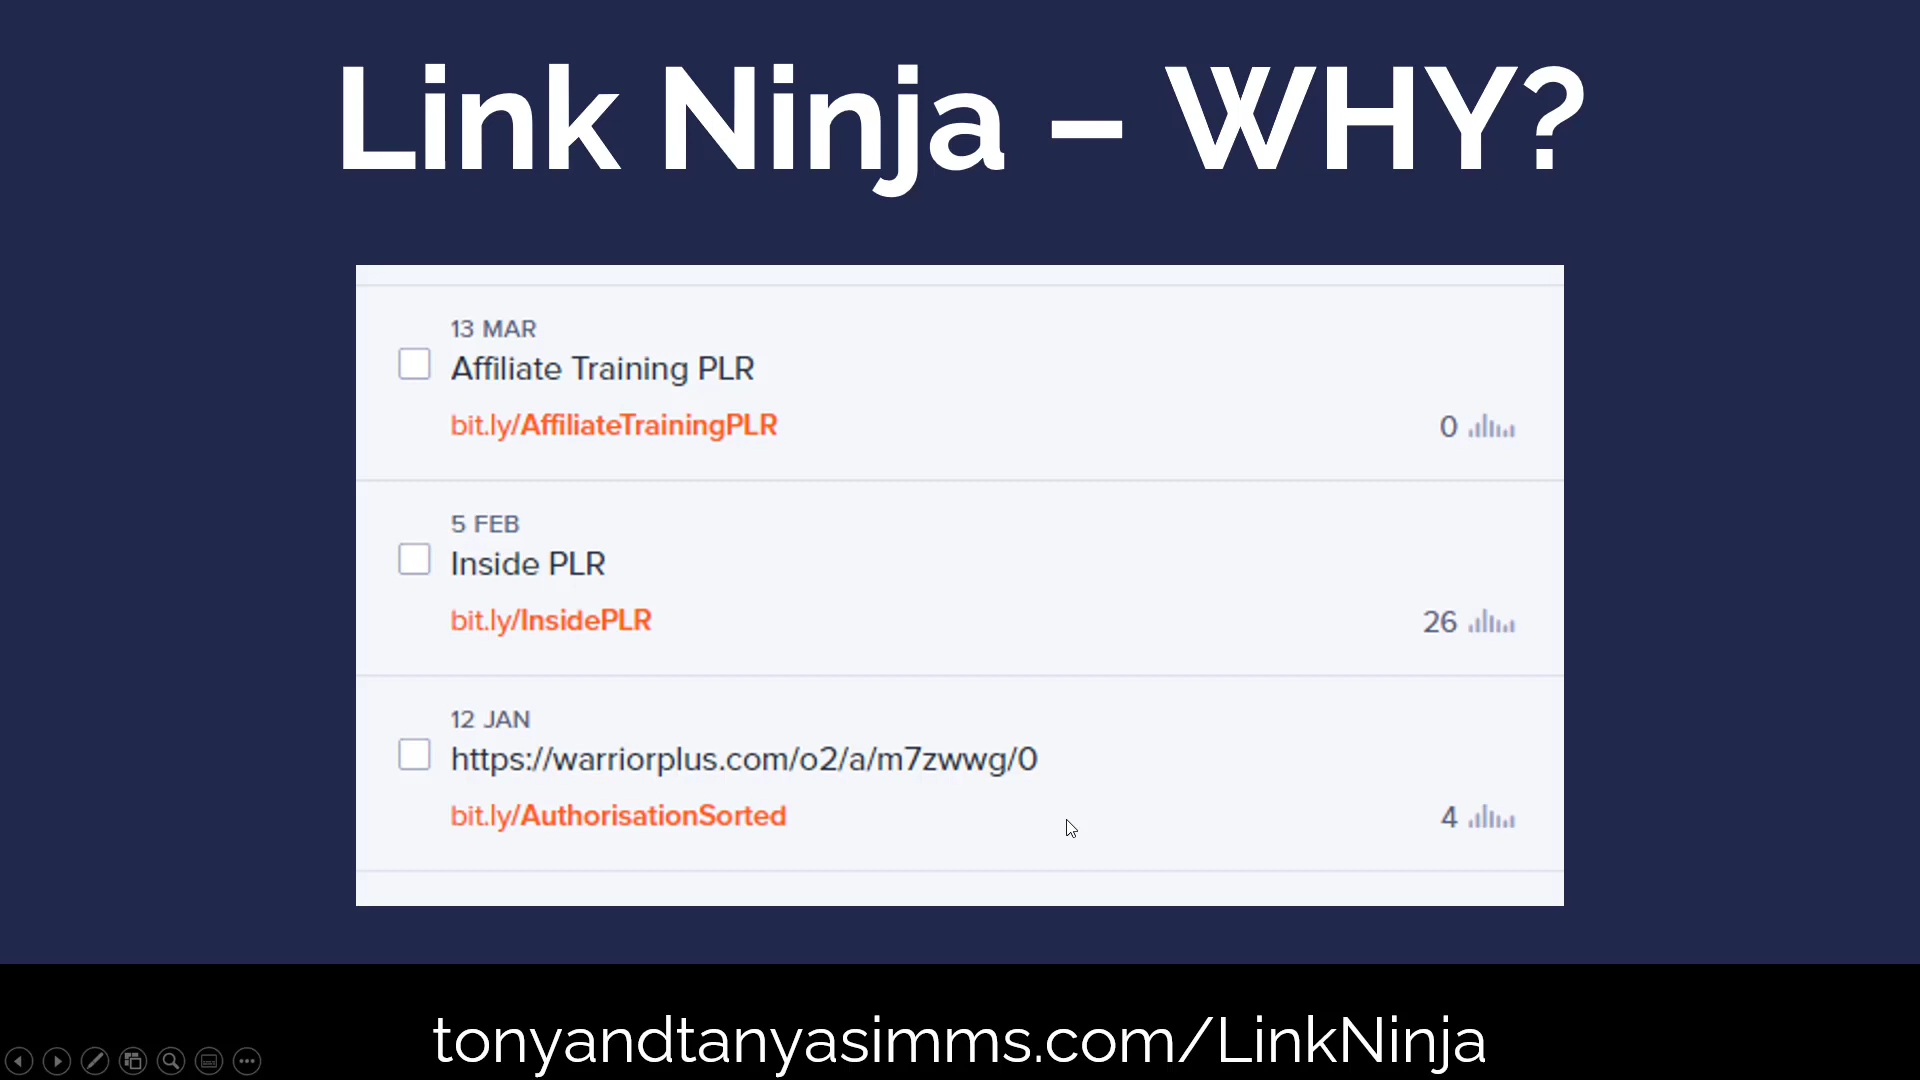 Link Ninja – WHY?
13 MAR
Affiliate Training PLR
bit.ly/AffiliateTrainingPLR
0
5 FEB
Inside PLR
bit.ly/InsidePLR
26
12 JAN
https://warriorplus.com/o2/a/m7zwwg/0
bit.ly/AuthorisationSorted
4
tonyandtanyasimms.com/LinkNinja